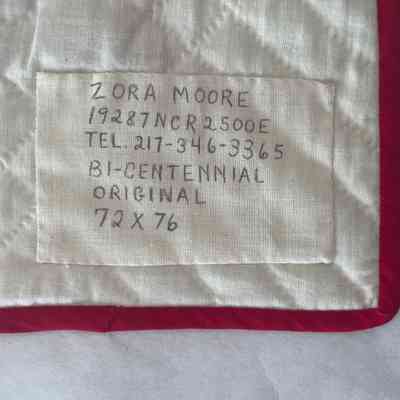 ZORA MOORE
19287NCR2500E
TEL. 217-346-3365
BI-CENTENNIAL
ORIGINAL
72 X 76